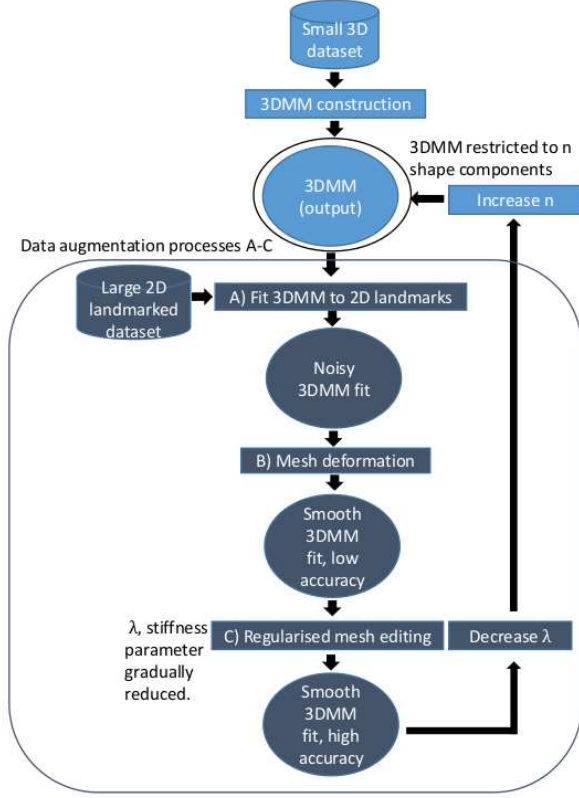 Small 3D
dataset
3DMM construction
3DMM restricted to n
shape components
3DMM
(output)
Increase n
Data augmentation processes A-C
Large 2D
landmarked
dataset
A) Fit 3DMM to 2D landmarks
Noisy
3DMM fit
B) Mesh deformation
Smooth
3DMM
fit, low
accuracy
λ, stiffness
parameter
gradually
reduced.
C) Regularised mesh editing
Decrease λ
Smooth
3DMM
fit, high
accuracy